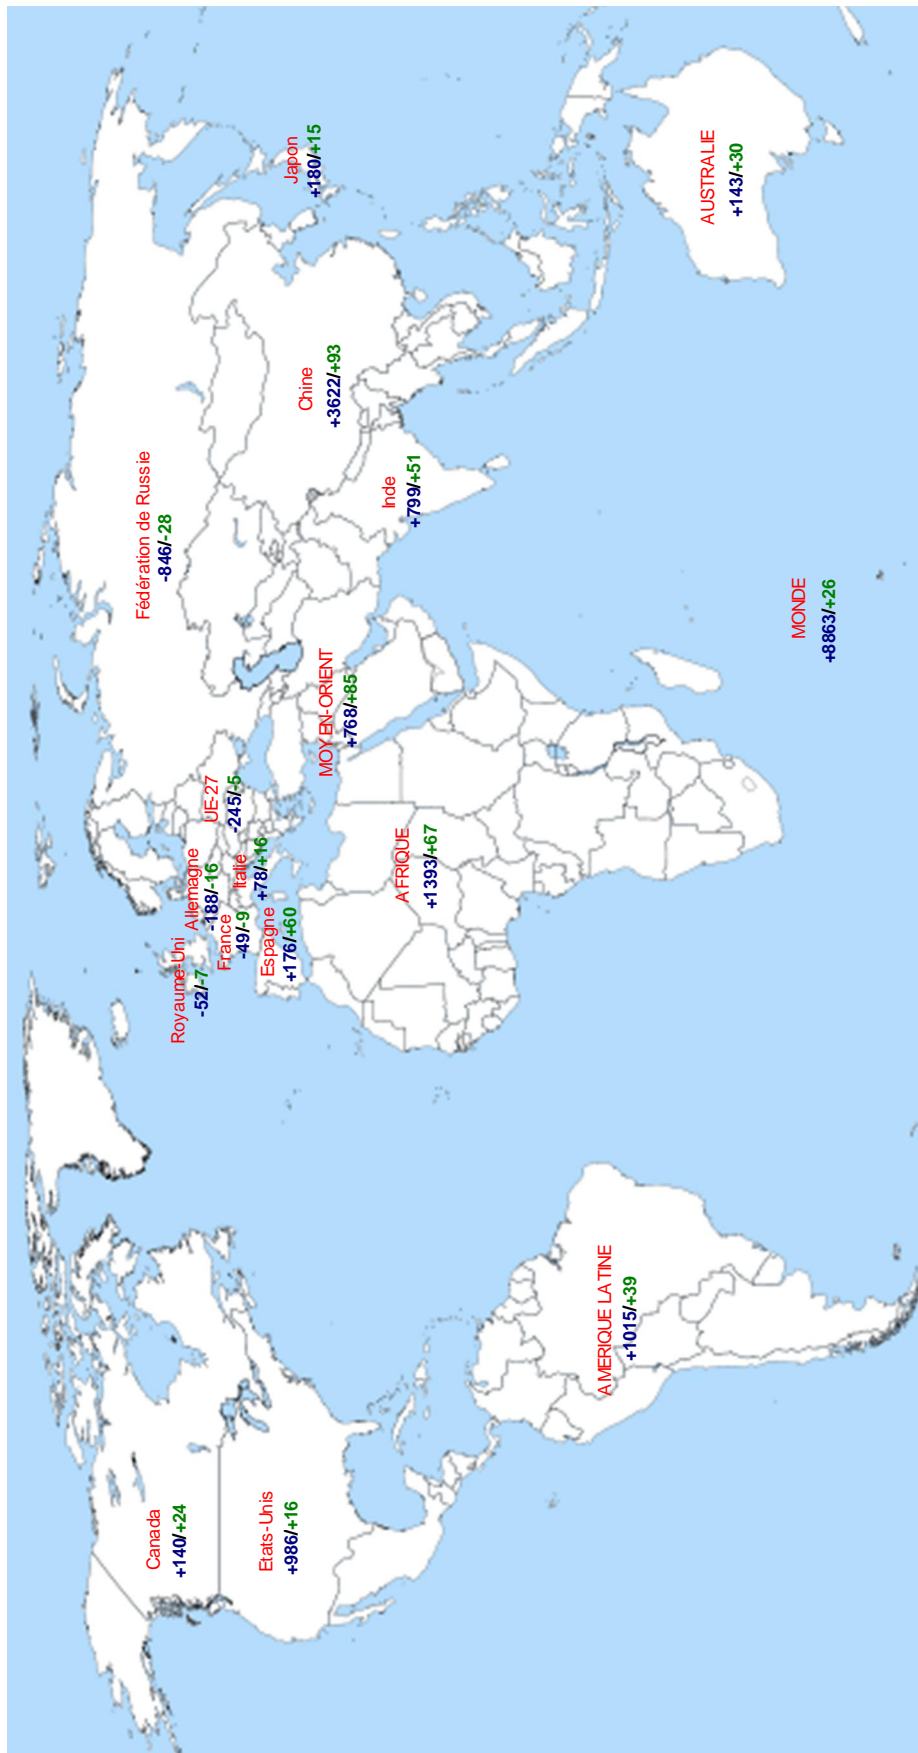 Canada
+140/+24
Etats-Unis
+986/+16
AMERIQUE LATINE
+1015/+39
Royaume-Uni
-52/-7
Allemagne
-188/-16
France
-49/-9
Espagne
+176/+60
Italie
+78/+16
UE-27
-245/-5
AFRIQUE
+1393/+67
MOYEN-ORIENT
+768/+85
Fédération de Russie
-846/-28
Inde
+799/+51
Chine
+3622/+93
Japon
+180/+15
AUSTRALIE
+143/+30
MONDE
+8863/+26